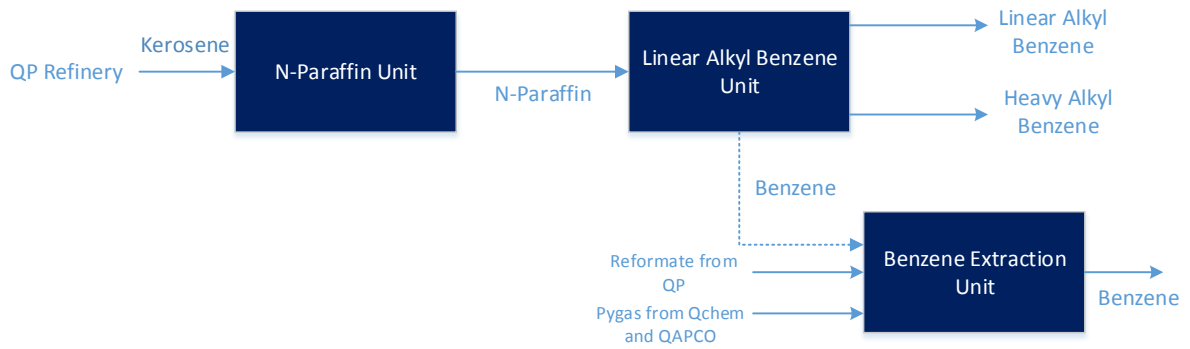 QP Refinery
Kerosene
N-Paraffin Unit
N-Paraffin
Linear Alkyl Benzene
Unit
Linear Alkyl
Benzene
Heavy Alkyl
Benzene
Benzene
Reformate from
QP
Pygas from Qchem
and QAPCO
Benzene Extraction
Unit
Benzene